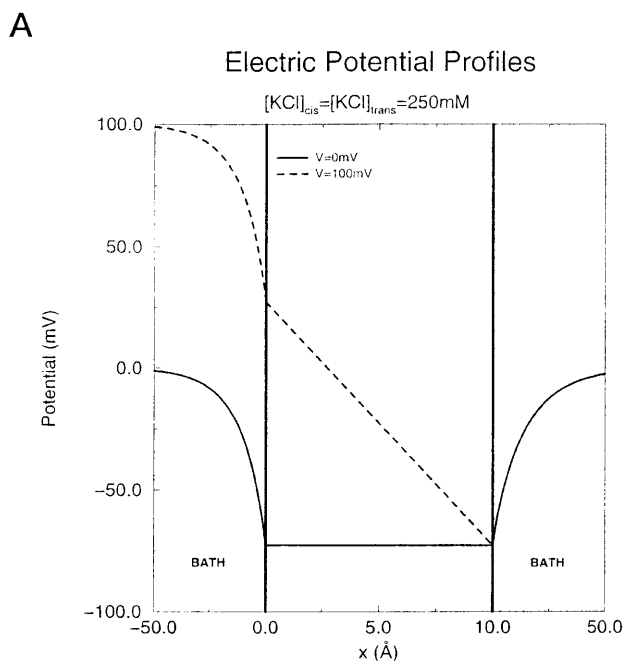 A
Electric Potential Profiles
[KCl]cis=[KCl]trans=250mM
100.0
V=0mV
V=100mV
50.0
Potential (mV)
0.0
−50.0
BATH
BATH
−100.0
−50.0
0.0
5.0
10.0
50.0
x (Å)